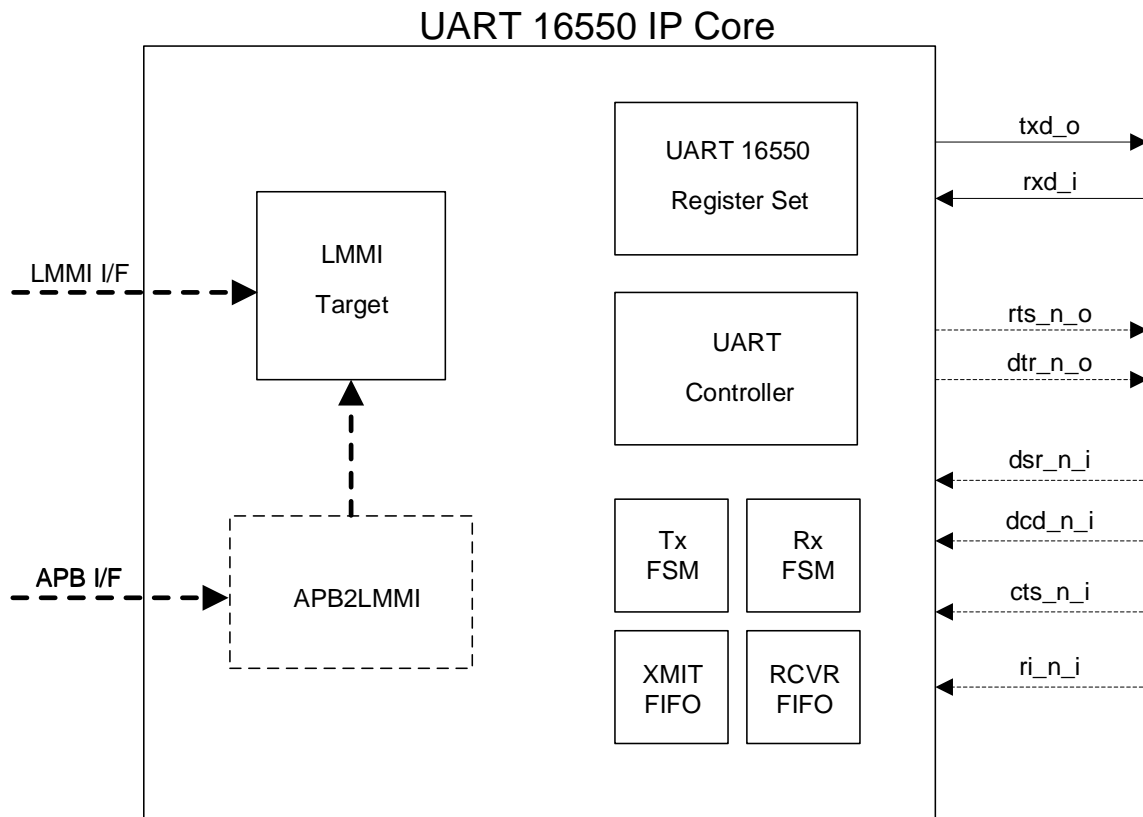 UART 16550 IP Core
LMMI I/F
APB I/F
LMMI
Target
APB2LMMI
UART 16550
Register Set
UART
Controller
Tx
FSM
Rx
FSM
XMIT
FIFO
RCVR
FIFO
txd_o
rxd_i
rts_n_o
dtr_n_o
dsr_n_i
dcd_n_i
cts_n_i
ri_n_i